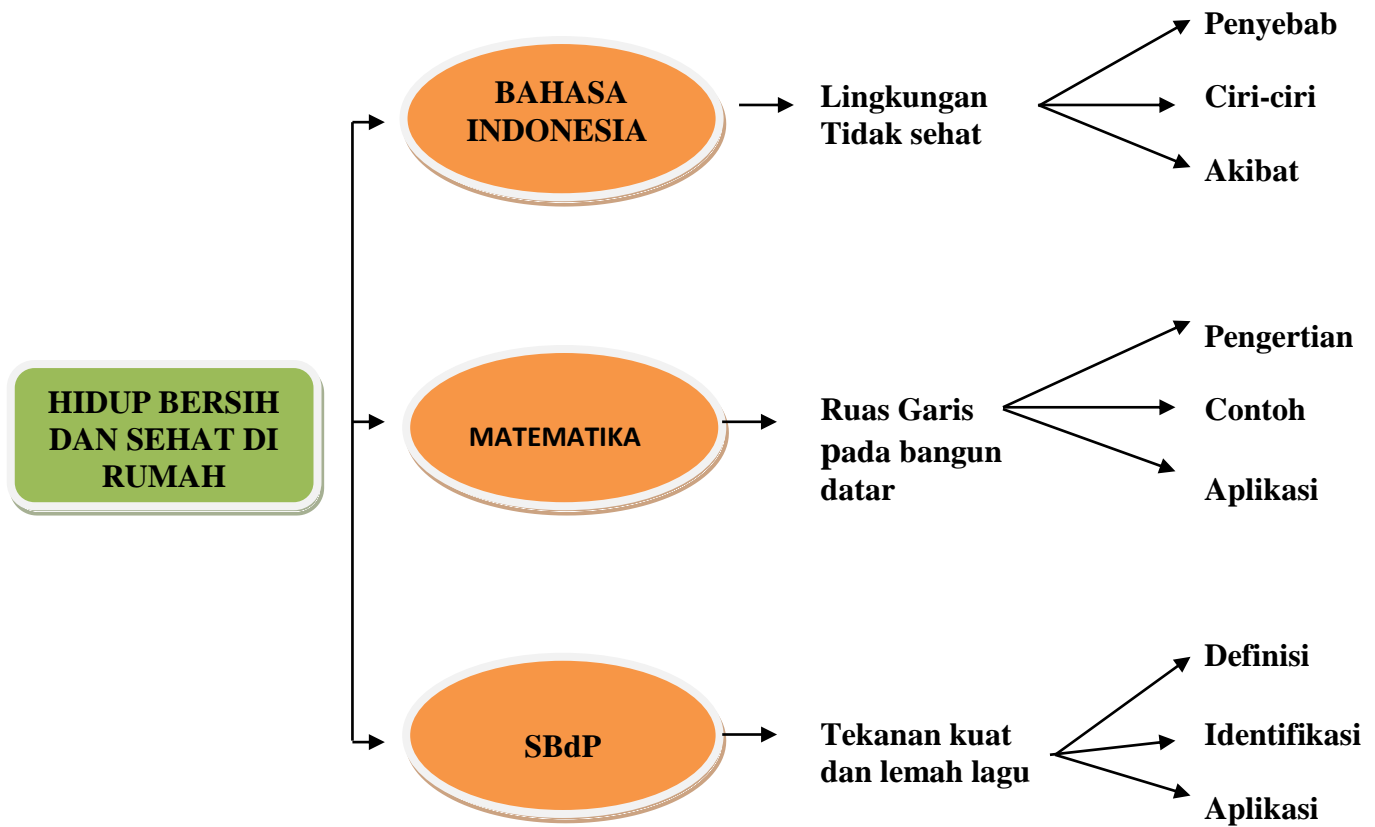 HIDUP BERSIH
DAN SEHAT DI
RUMAH
BAHASA
INDONESIA
Lingkungan
Tidak sehat
Penyebab
Ciri-ciri
Akibat
MATEMATIKA
Ruas Garis
pada bangun
datar
Pengertian
Contoh
Aplikasi
SBdP
Tekanan kuat
dan lemah lagu
Definisi
Identifikasi
Aplikasi